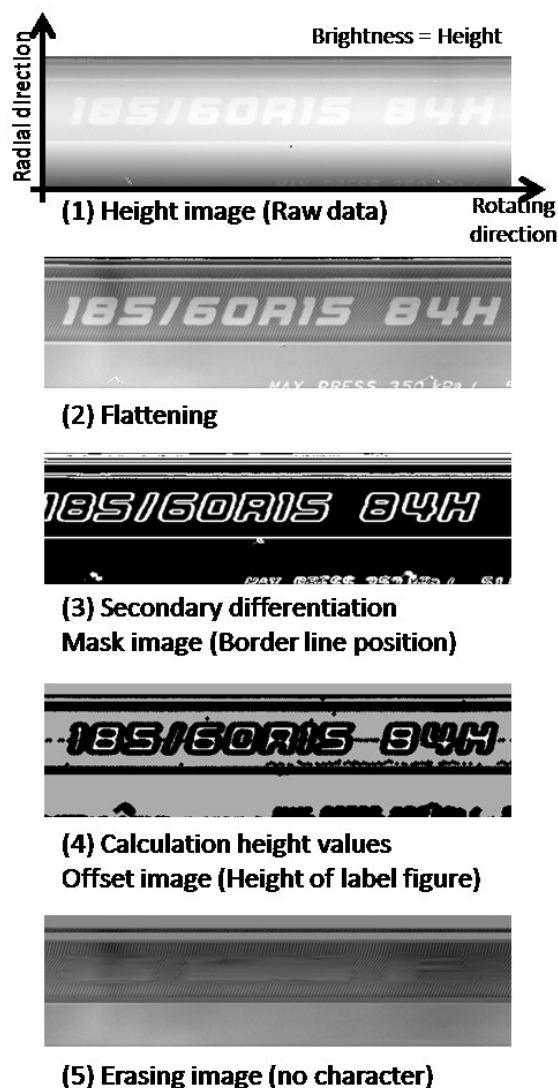 Brightness = Height
Radial direction
185/60R15 84H
Rotating
direction
(1) Height image (Raw data)
185/60R15 84H
MAX PRESS 350 kPa (
(2) Flattening
185/60R15 84H
(3) Secondary differentiation
Mask image (Border line position)
185/60R15 84H
(4) Calculation height values
Offset image (Height of label figure)
(5) Erasing image (no character)